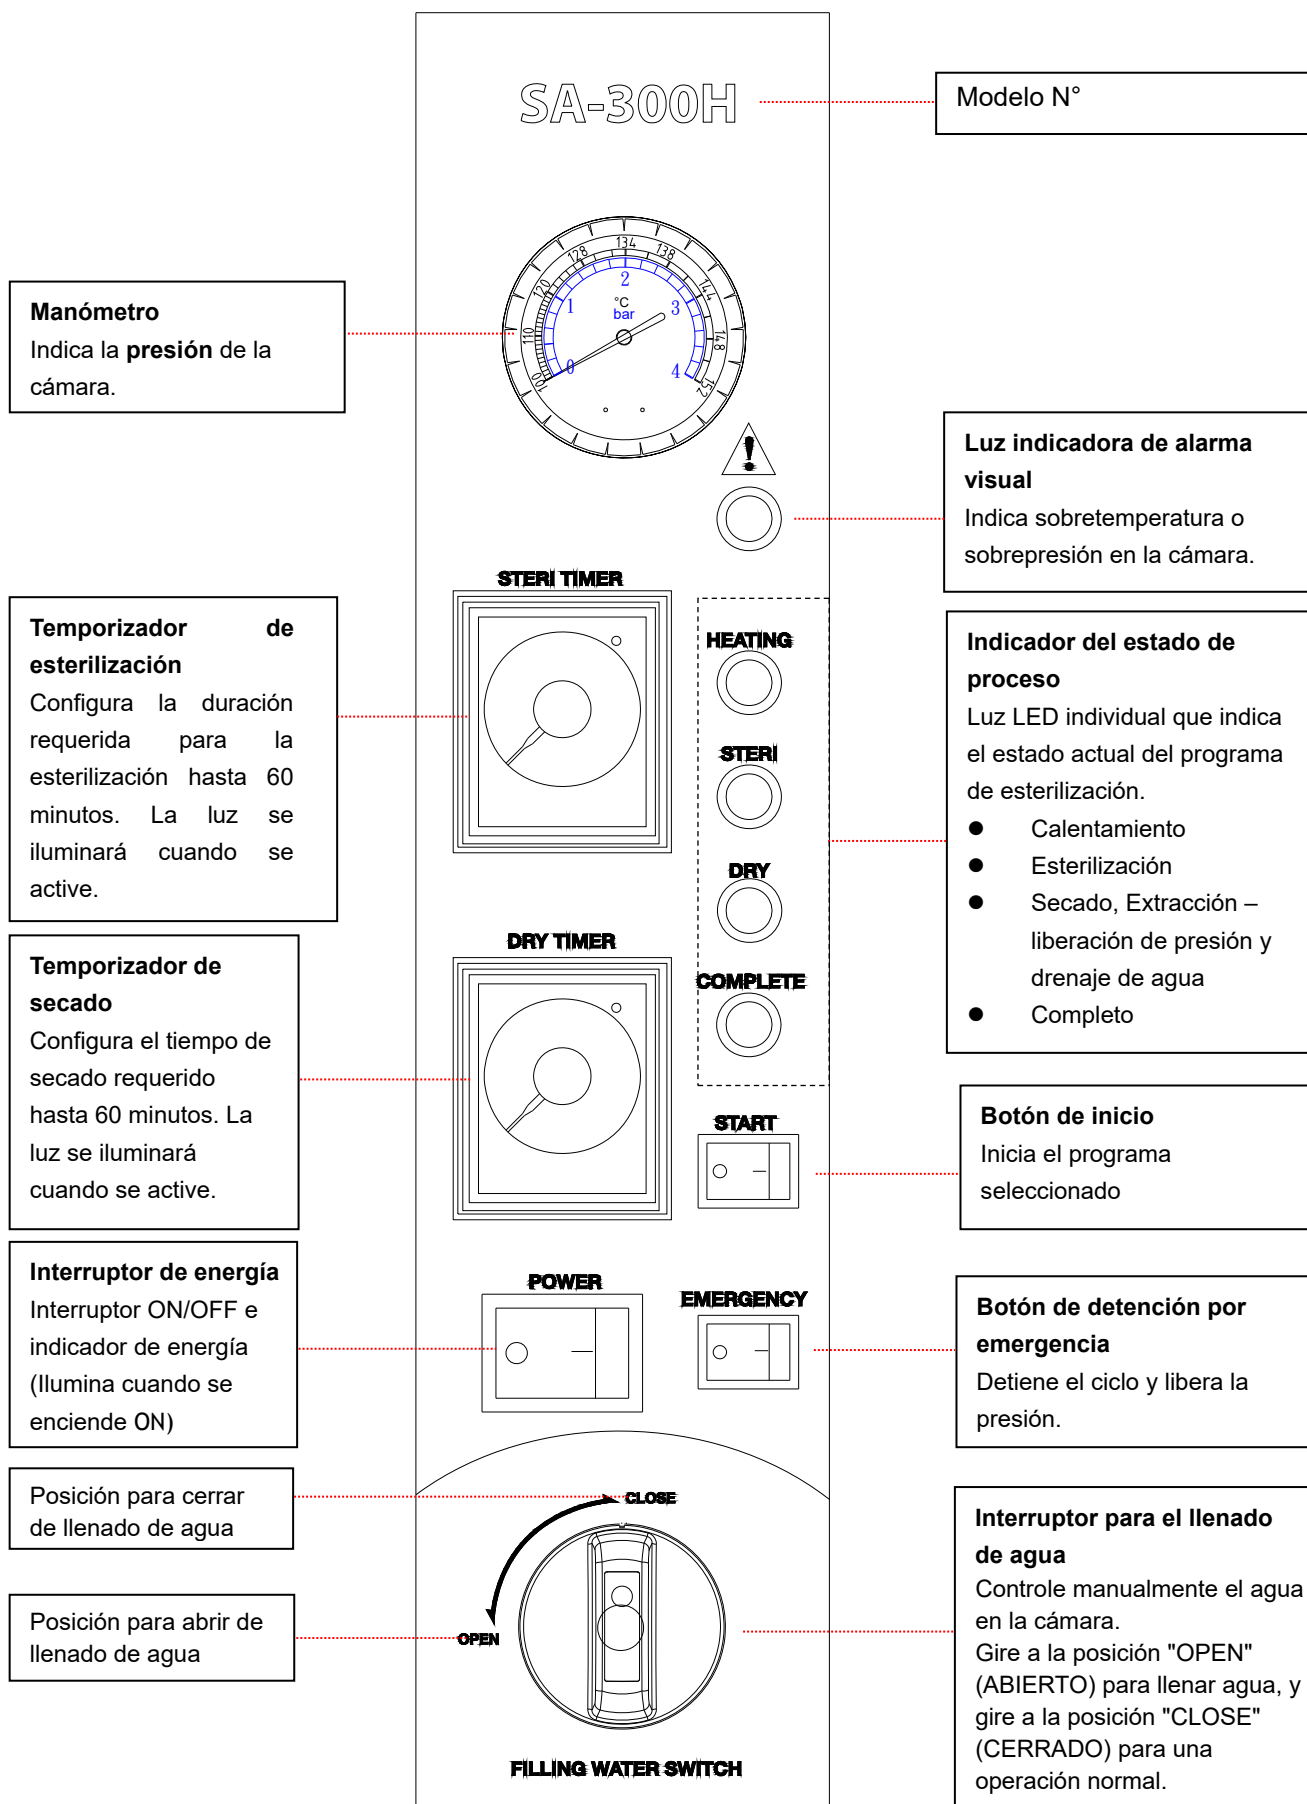 SA-300H
Modelo N°
100
110
120
128
134
138
144
148
152
0
1
2
3
4
°C
bar
Manómetro
Indica la presión de la
cámara.
Luz indicadora de alarma
visual
Indica sobretemperatura o
sobrepresión en la cámara.
STERI TIMER
Temporizador de
esterilización
Configura la duración
requerida para la
esterilización hasta 60
minutos. La luz se
iluminará cuando se
active.
HEATING
STERI
DRY
COMPLETE
Indicador del estado de
proceso
Luz LED individual que indica
el estado actual del programa
de esterilización.
● Calentamiento
● Esterilización
● Secado, Extracción –
liberación de presión y
drenaje de agua
● Completo
DRY TIMER
Temporizador de
secado
Configura el tiempo de
secado requerido
hasta 60 minutos. La
luz se iluminará
cuando se active.
START
Botón de inicio
Inicia el programa
seleccionado
POWER
Interruptor de energía
Interruptor ON/OFF e
indicador de energía
(Ilumina cuando se
enciende ON)
EMERGENCY
Botón de detención por
emergencia
Detiene el ciclo y libera la
presión.
CLOSE
Posición para cerrar
de llenado de agua
OPEN
Posición para abrir de
llenado de agua
Interruptor para el llenado
de agua
Controle manualmente el agua
en la cámara.
Gire a la posición "OPEN"
(ABIERTO) para llenar agua, y
gire a la posición "CLOSE"
(CERRADO) para una
operación normal.
FILLING WATER SWITCH